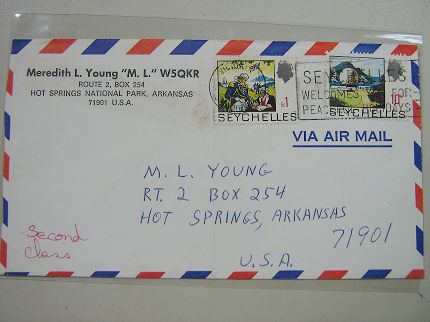 Meredith L. Young "M. L." W5QKR
ROUTE 2, BOX 254
HOT SPRINGS NATIONAL PARK, ARKANSAS
71901 U.S.A.
SEYCHELLES
SEYCHELLES
WELCOMES
FOR
VIA AIR MAIL
M. L. YOUNG
RT. 2 BOX 254
HOT SPRINGS, ARKANSAS
71901
U.S.A.
Second
Class